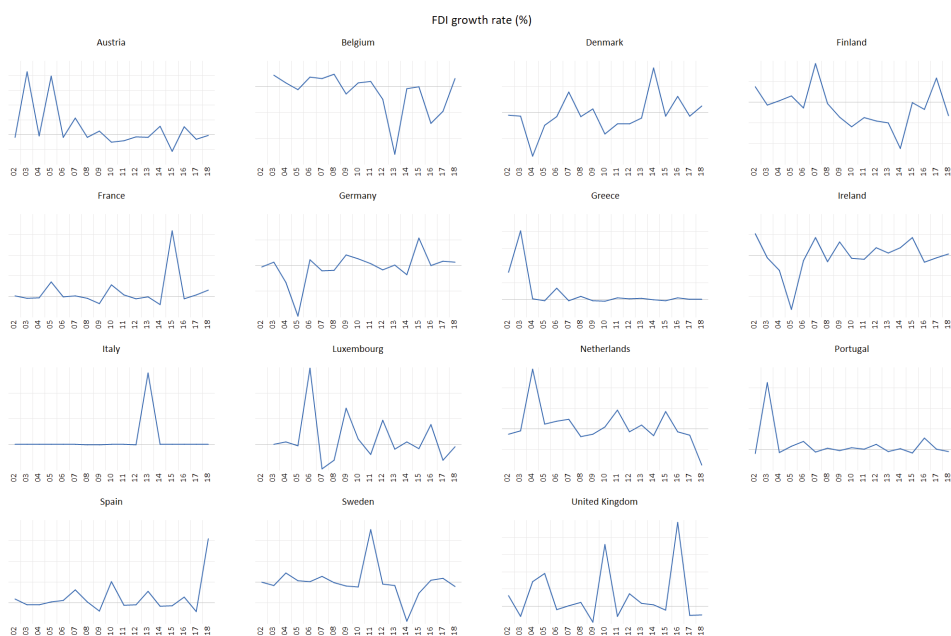 FDI growth rate (%)
Austria Belgium Denmark Finland
02 03 04 05 06 07 08 09 10 11 12 13 14 15 16 17 18 02 03 04 05 06 07 08 09 10 11 12 13 14 15 16 17 18 02 03 04 05 06 07 08 09 10 11 12 13 14 15 16 17 18 02 03 04 05 06 07 08 09 10 11 12 13 14 15 16 17 18
France Germany Greece Ireland
02 03 04 05 06 07 08 09 10 11 12 13 14 15 16 17 18 02 03 04 05 06 07 08 09 10 11 12 13 14 15 16 17 18 02 03 04 05 06 07 08 09 10 11 12 13 14 15 16 17 18 02 03 04 05 06 07 08 09 10 11 12 13 14 15 16 17 18
Italy Luxembourg Netherlands Portugal
02 03 04 05 06 07 08 09 10 11 12 13 14 15 16 17 18 02 03 04 05 06 07 08 09 10 11 12 13 14 15 16 17 18 02 03 04 05 06 07 08 09 10 11 12 13 14 15 16 17 18 02 03 04 05 06 07 08 09 10 11 12 13 14 15 16 17 18
Spain Sweden United Kingdom
02 03 04 05 06 07 08 09 10 11 12 13 14 15 16 17 18 02 03 04 05 06 07 08 09 10 11 12 13 14 15 16 17 18 02 03 04 05 06 07 08 09 10 11 12 13 14 15 16 17 18